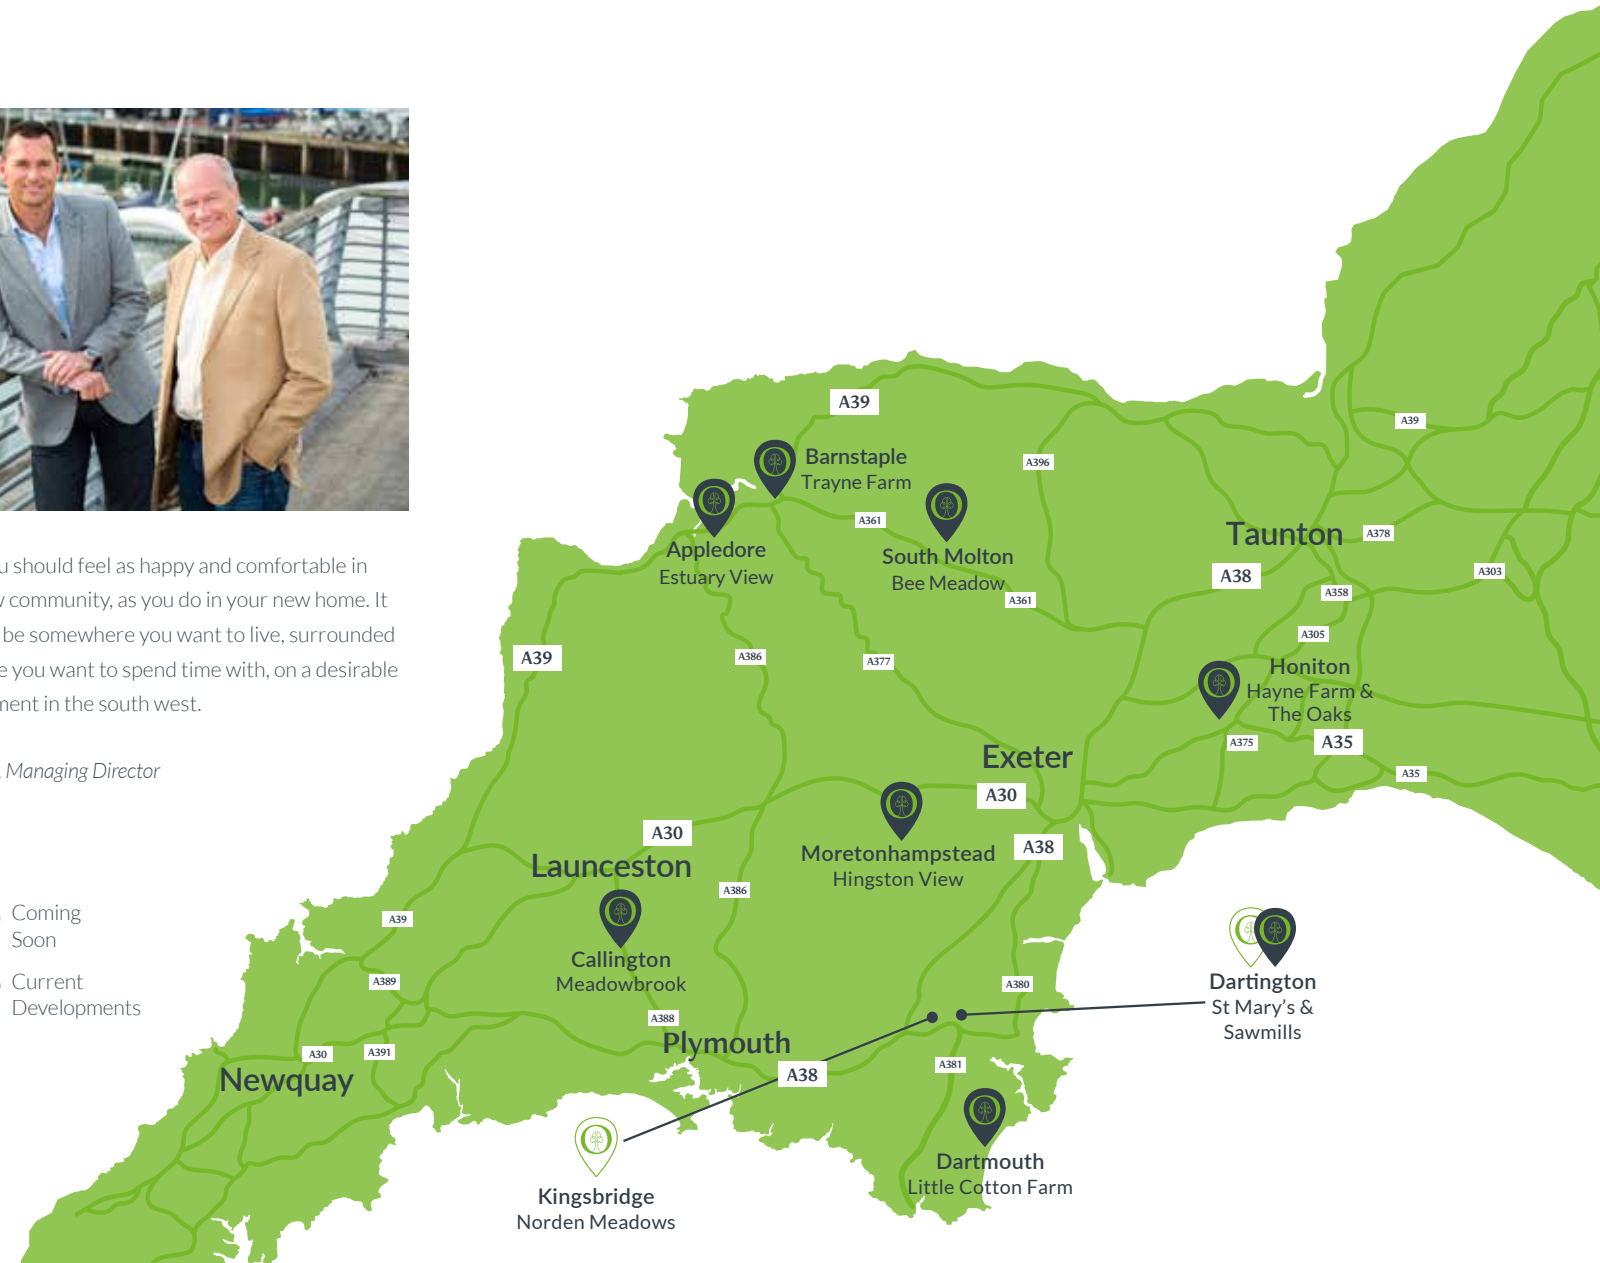 should feel as happy and comfortable in
community, as you do in your new home. It
be somewhere you want to live, surrounded
you want to spend time with, on a desirable
in the south west.
Managing Director
Coming
Soon
Current
Developments
A39
A39
Barnstaple
Trayne Farm
A396
A361
Appledore
Estuary View
South Molton
Bee Meadow
A361
Taunton
A378
A38
A303
A358
A305
A39
A386
A377
Honiton
Hayne Farm &
The Oaks
A375
A35
A35
Exeter
A30
A30
A38
Launceston
Moretonhampstead
Hingston View
A386
A39
Callington
Meadowbrook
A389
A380
Dartington
St Mary's &
Sawmills
A388
Plymouth
A30
A391
A38
A381
Newquay
Dartmouth
Little Cotton Farm
Kingsbridge
Norden Meadows